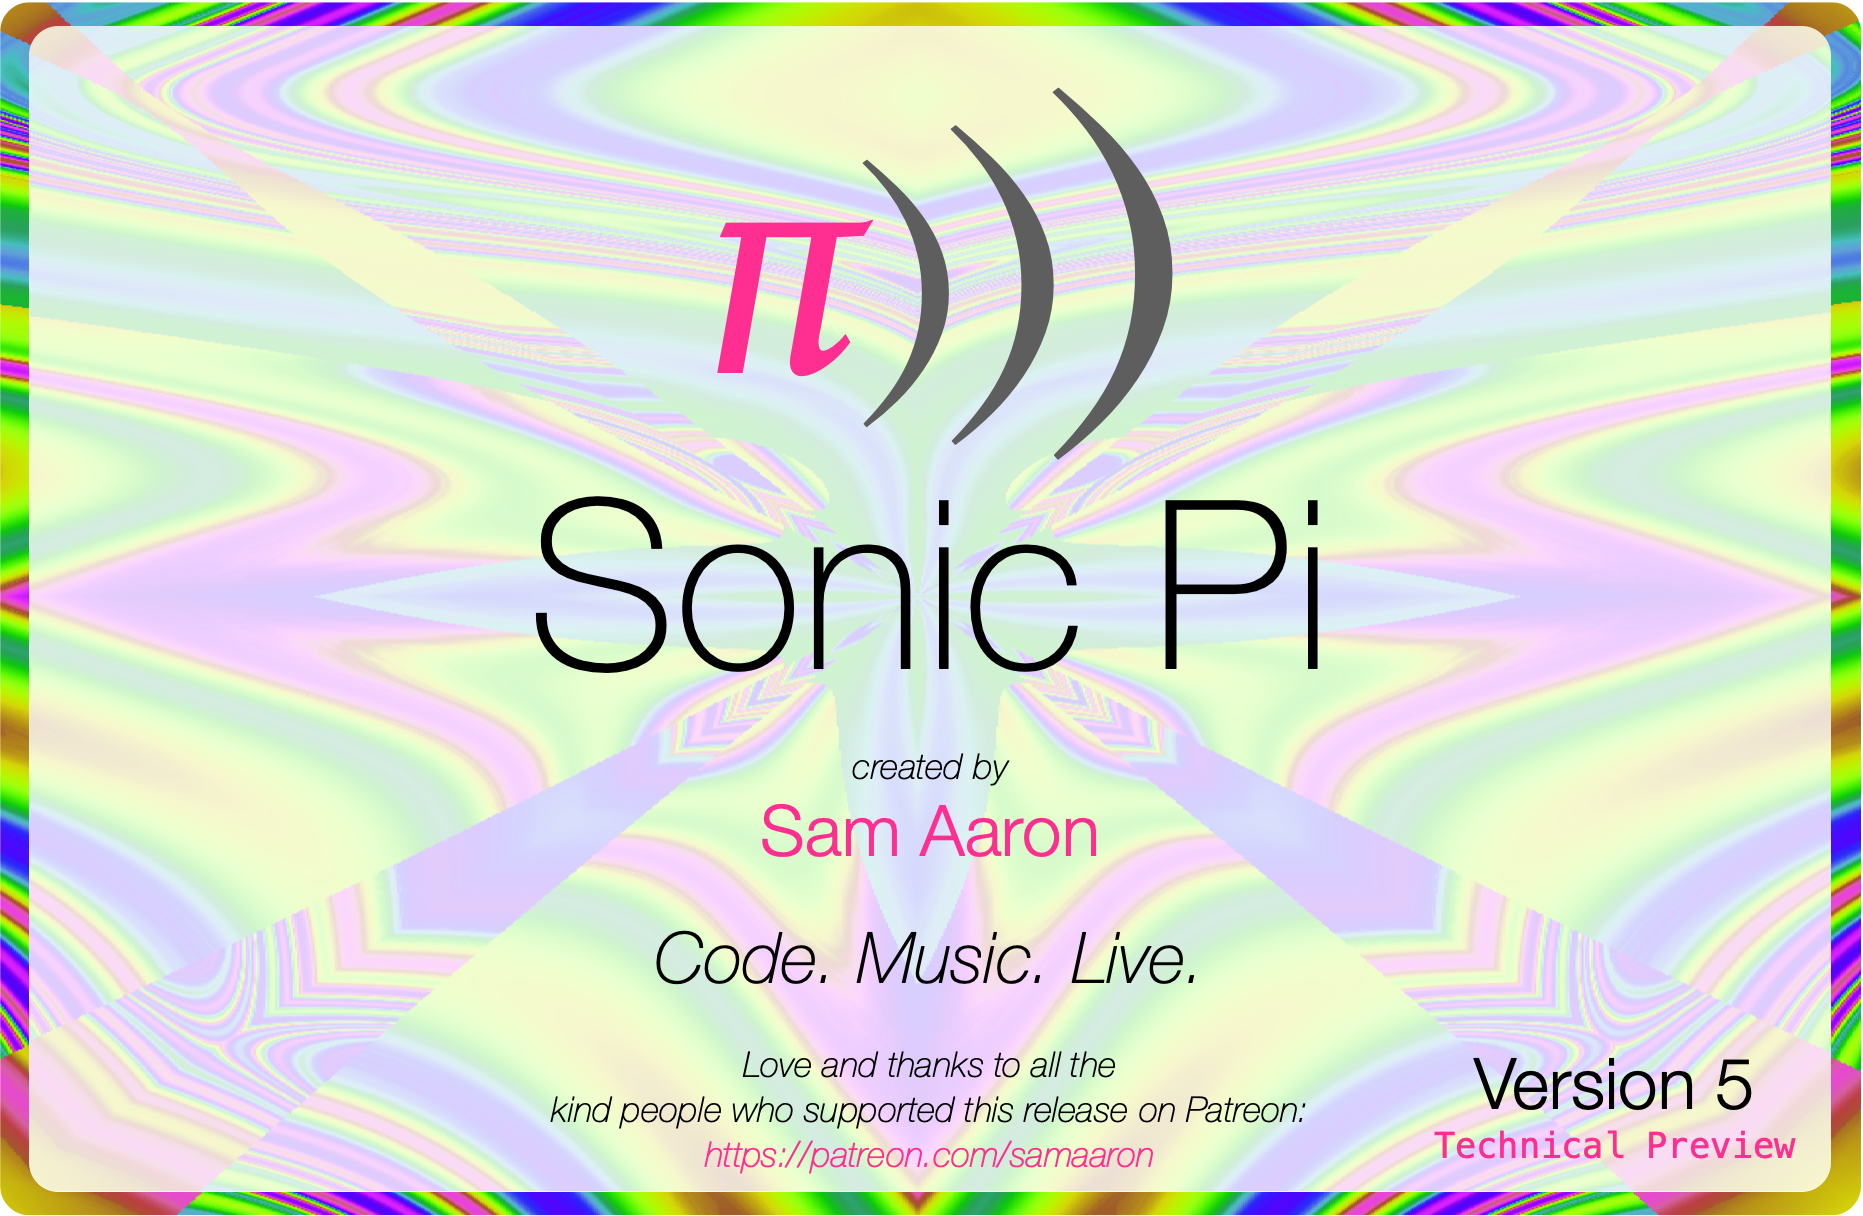 π)))
Sonic Pi
created by
Sam Aaron
Code. Music. Live.
Love and thanks to all the
kind people who supported this release on Patreon:
https://patreon.com/samaaron
Version 5
Technical Preview